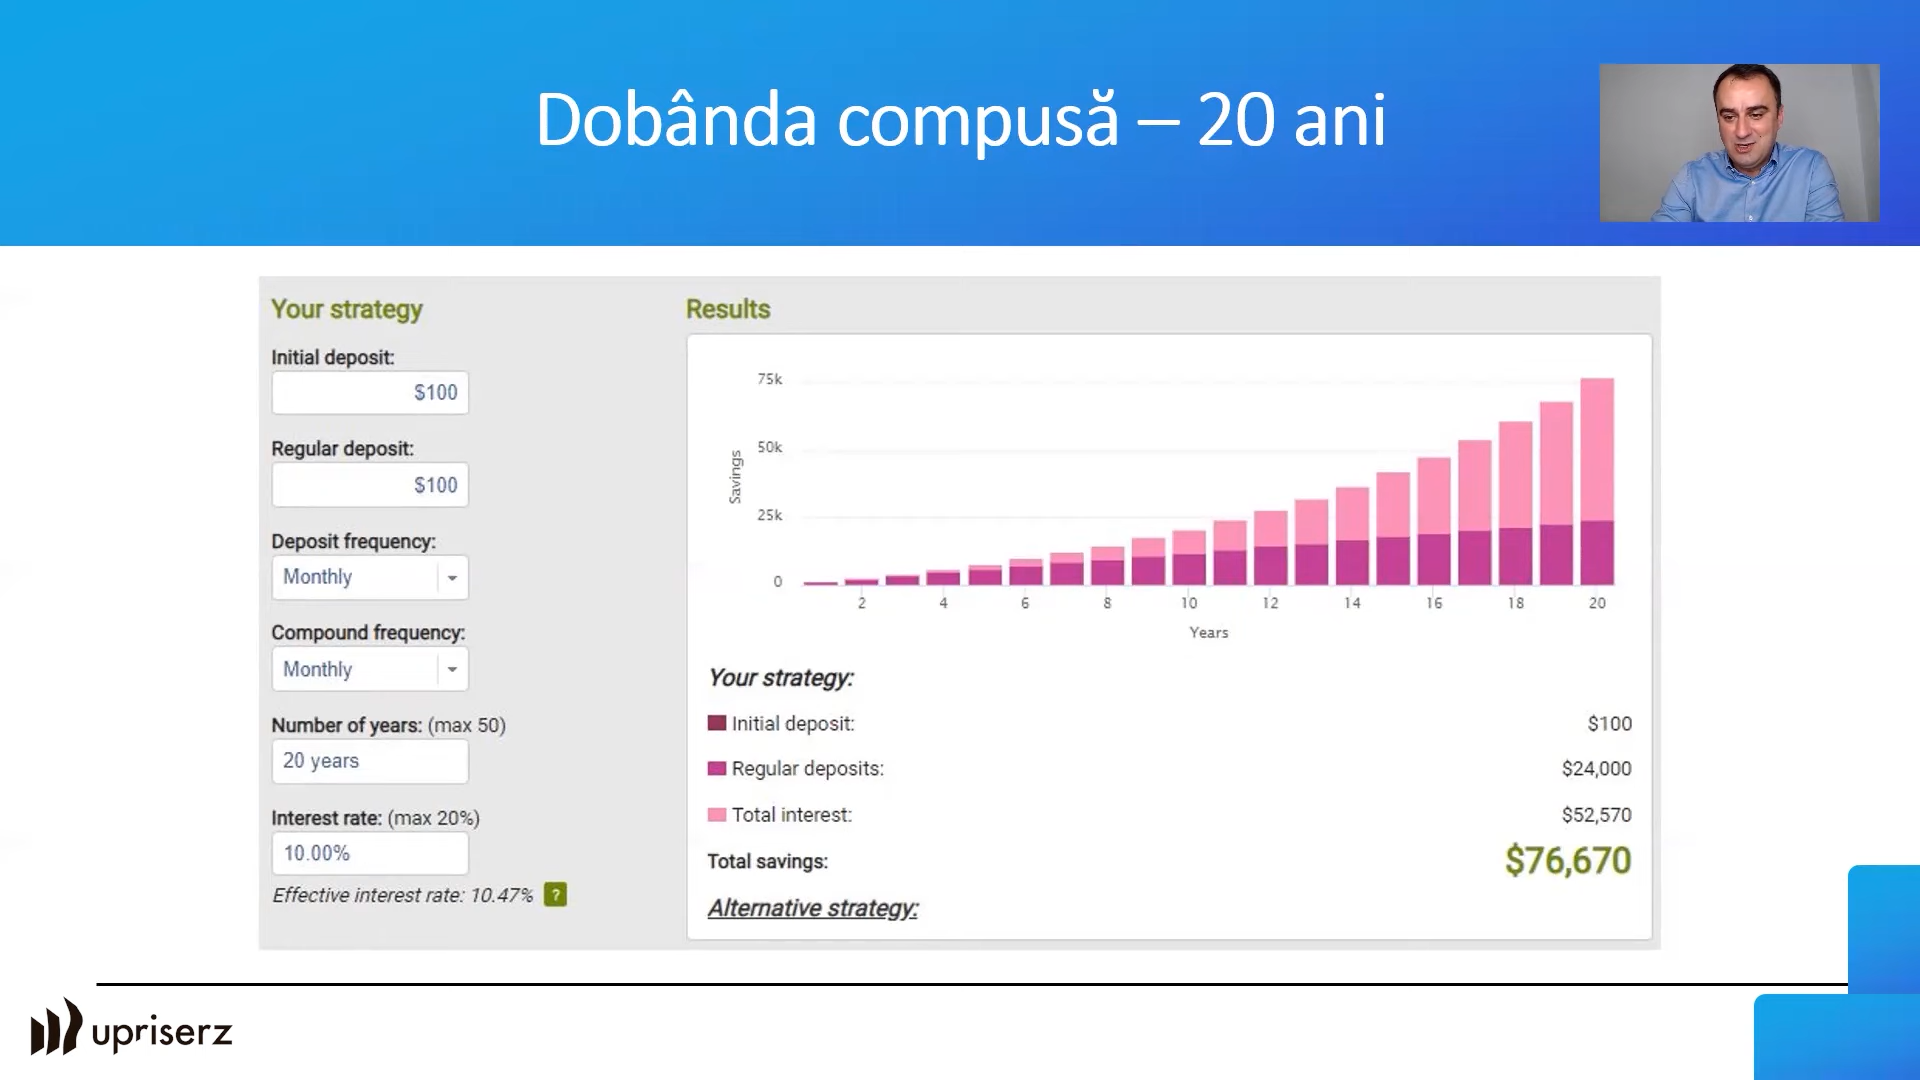 Dobânda compusă – 20 ani
Your strategy
Initial deposit:
$100
Regular deposit:
$100
Deposit frequency:
Monthly
Compound frequency:
Monthly
Number of years: (max 50)
20 years
Interest rate: (max 20%)
10.00%
Effective interest rate: 10.47% ?
Results
75k
50k
25k
0
Savings
2 4 6 8 10 12 14 16 18 20
Years
Your strategy:
Initial deposit: $100
Regular deposits: $24,000
Total interest: $52,570
Total savings: $76,670
Alternative strategy:
upriserz